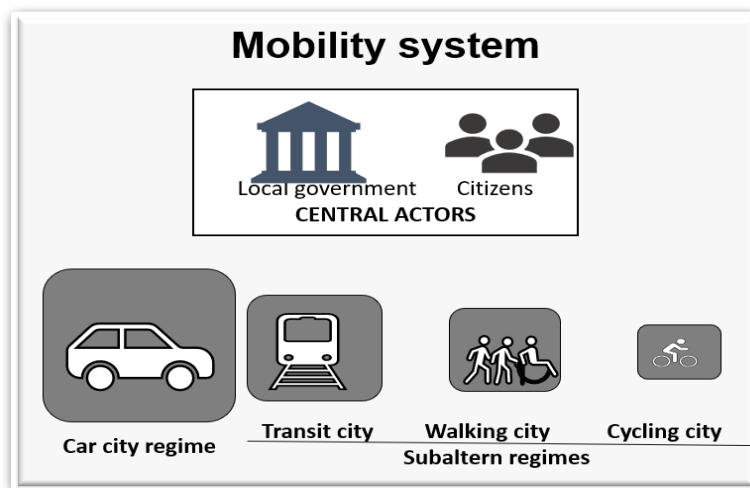 Mobility system
Local government Citizens
CENTRAL ACTORS
Car city regime
Transit city
Walking city
Cycling city
Subaltern regimes